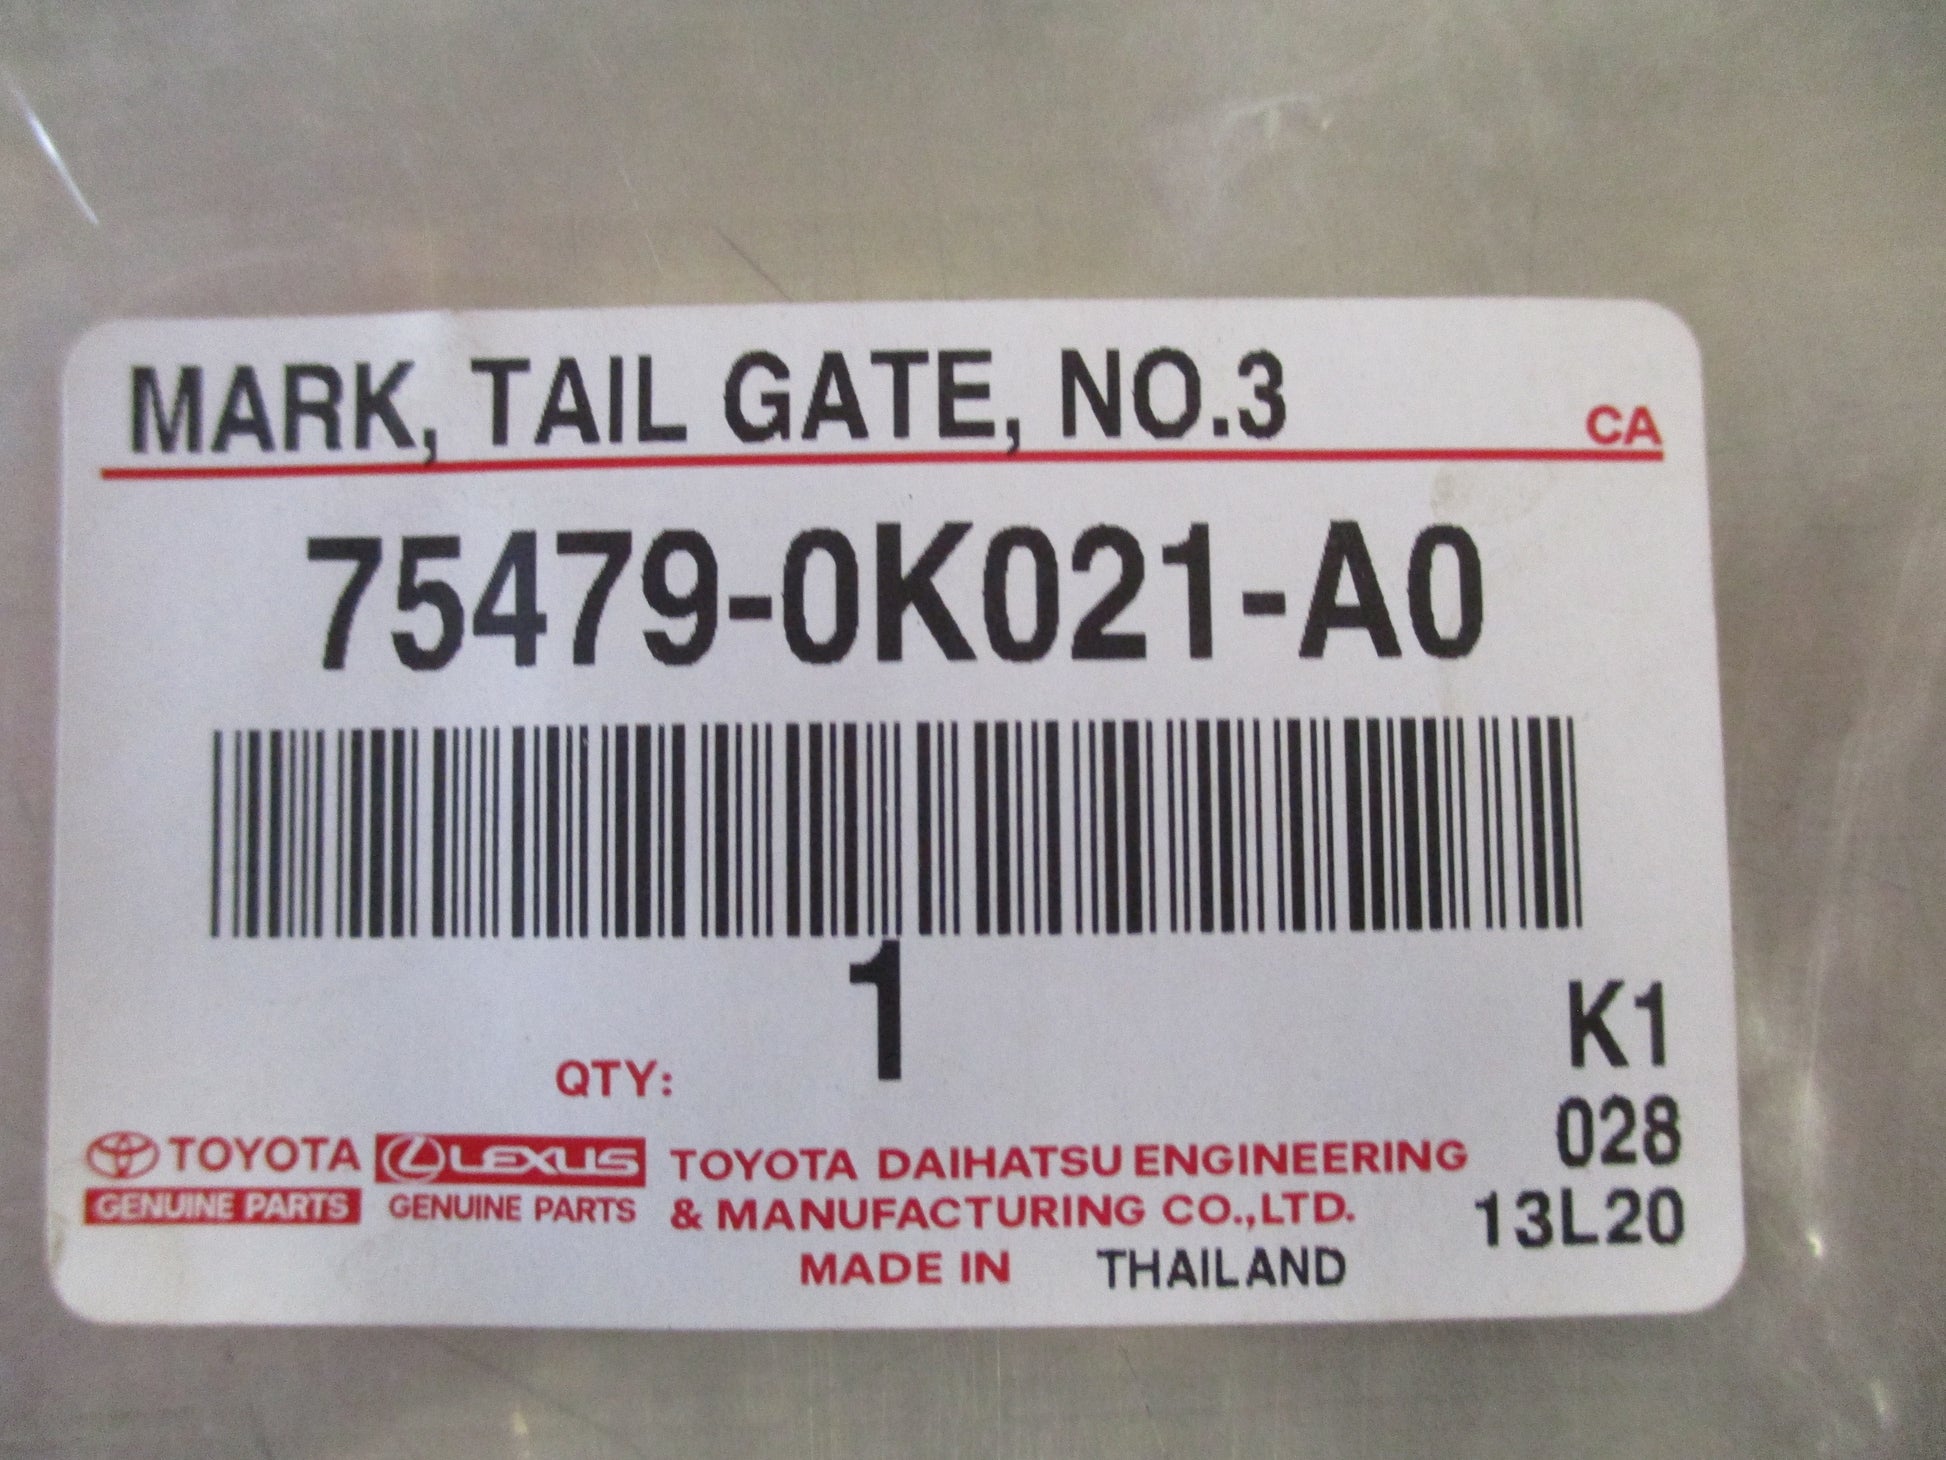 MARK, TAIL GATE, NO.3
CA
75479-0K021-A0
QTY: 1
K1
028
13L20
TOYOTA
GENUINE PARTS
LEXUS
GENUINE PARTS
TOYOTA DAIHATSU ENGINEERING
& MANUFACTURING CO.,LTD.
MADE IN THAILAND